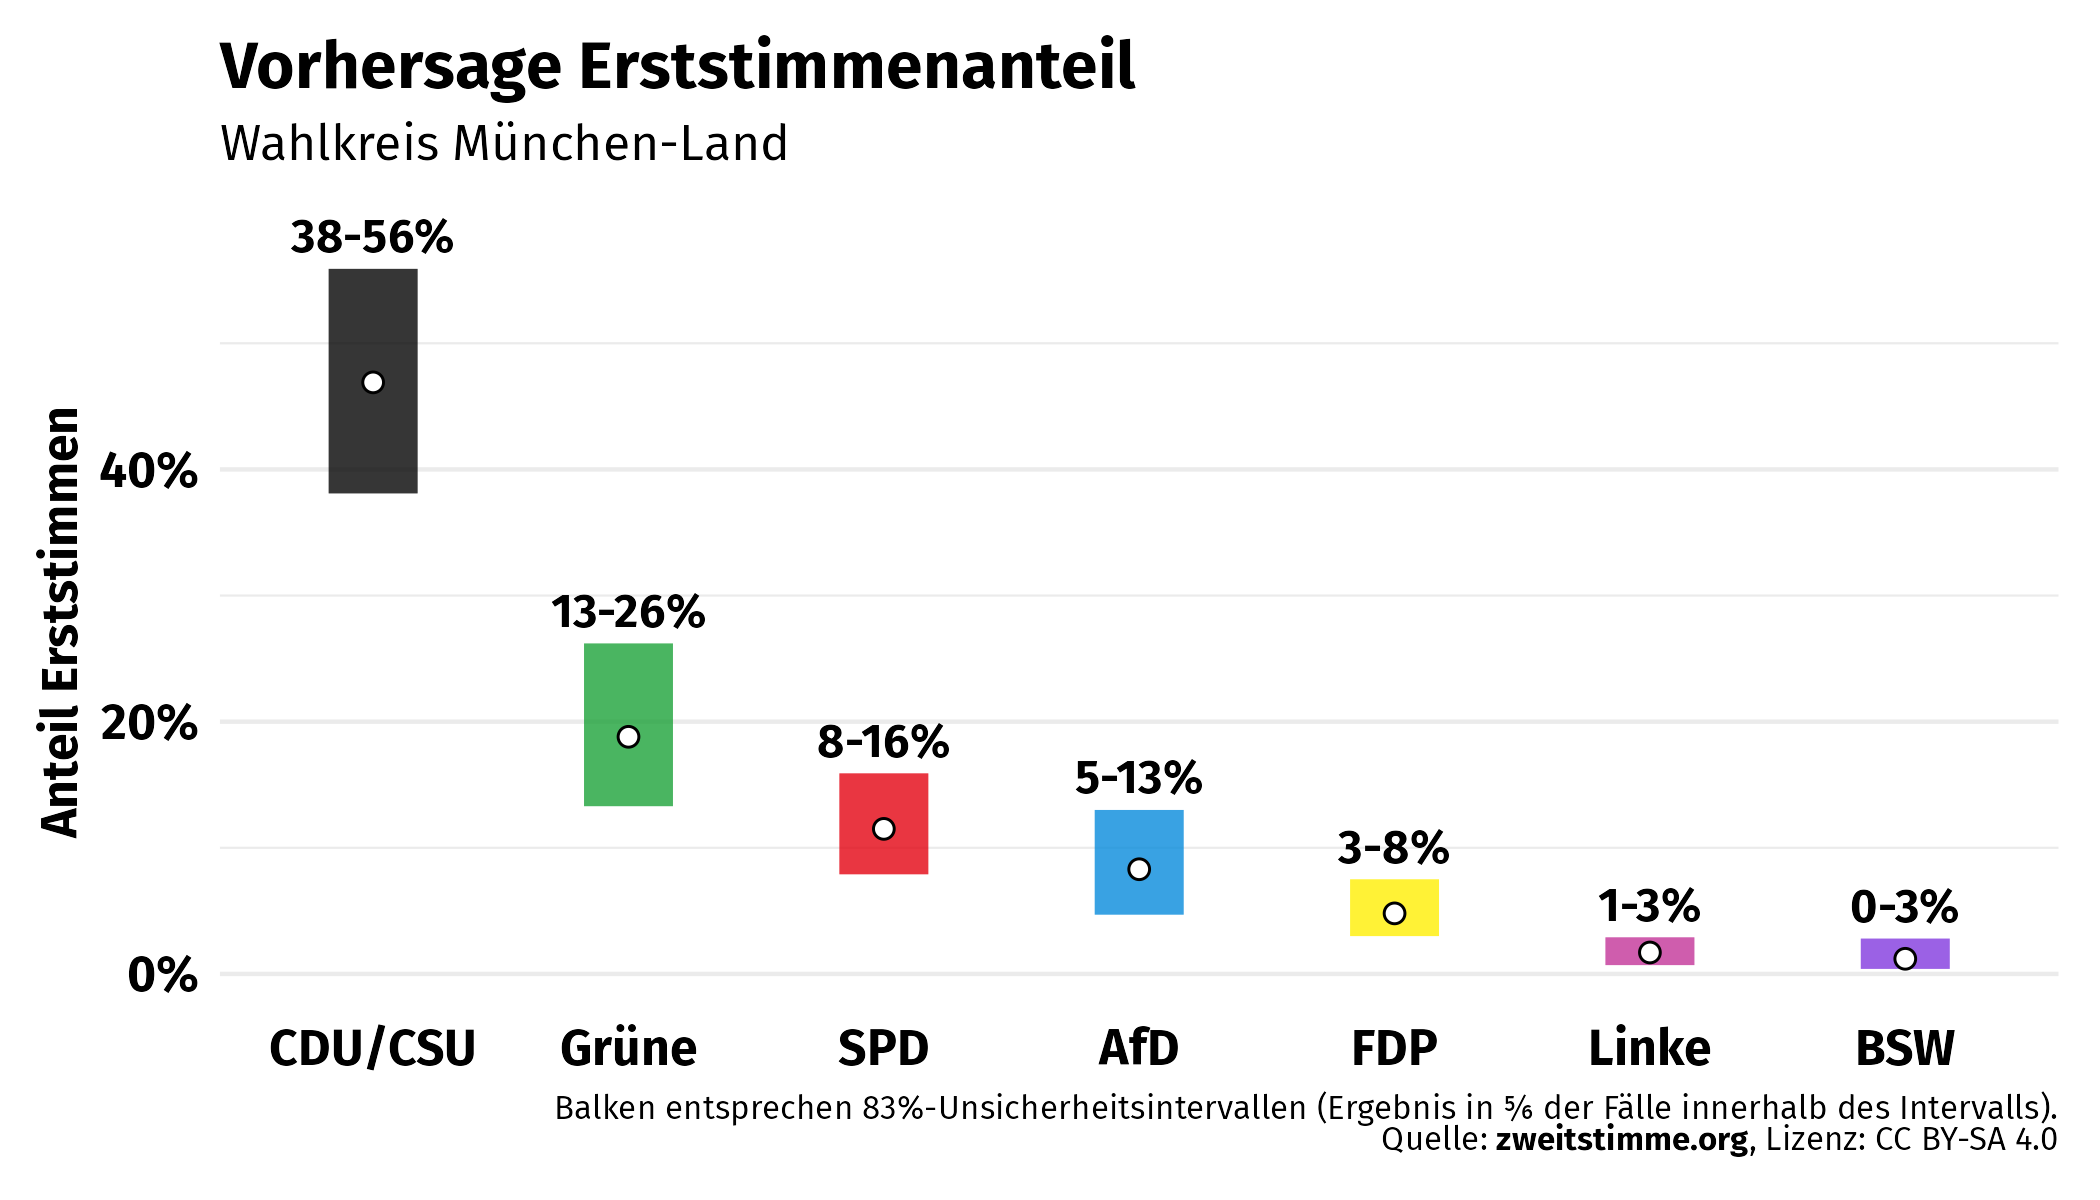 Vorhersage Erststimmenanteil
Wahlkreis München-Land
38-56%
13-26%
8-16%
5-13%
3-8%
1-3%
0-3%
Anteil Erststimmen
40%
20%
0%
CDU/CSU Grüne SPD AfD FDP Linke BSW
Balken entsprechen 83%-Unsicherheitsintervallen (Ergebnis in ⅚ der Fälle innerhalb des Intervalls).
Quelle: zweitstimme.org, Lizenz: CC BY-SA 4.0